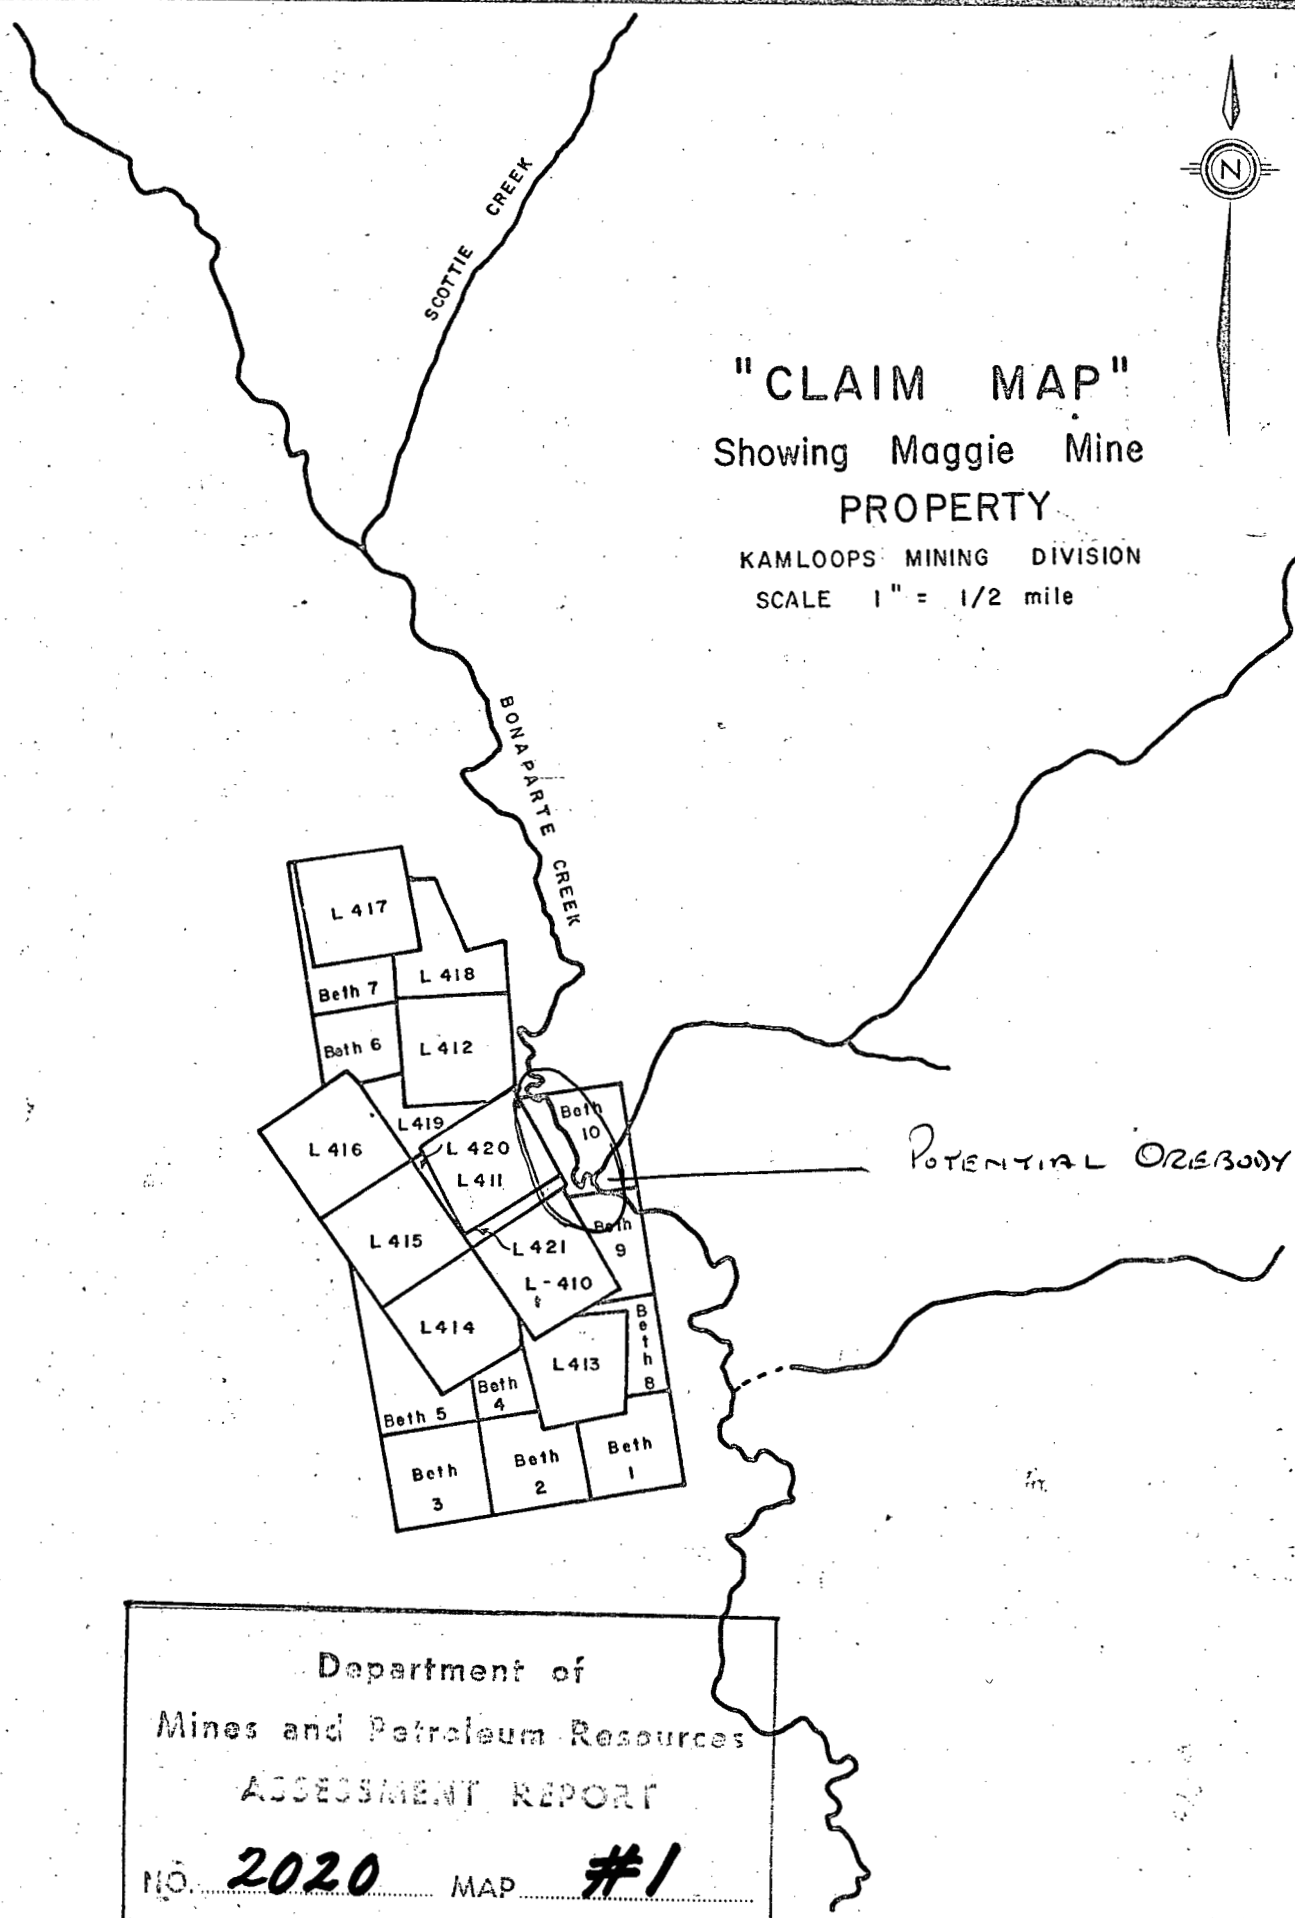 N
SCOTTIE CREEK
"CLAIM MAP"
Showing Maggie Mine
PROPERTY
KAMLOOPS MINING DIVISION
SCALE 1" = 1/2 mile
BONAPARTE CREEK
L 417
L 418
Beth 7
Beth 6
L 412
Beth
10
L 419
L 416
L 420
L 411
POTENTIAL OREBODY
L 415
L 421
Beth
9
L-410
L 414
L 413
Beth
8
Beth
4
Beth 5
Beth
3
Beth
2
Beth
1
Department of
Mines and Petroleum Resources
ASSESSMENT REPORT
NO. 2020 MAP #1